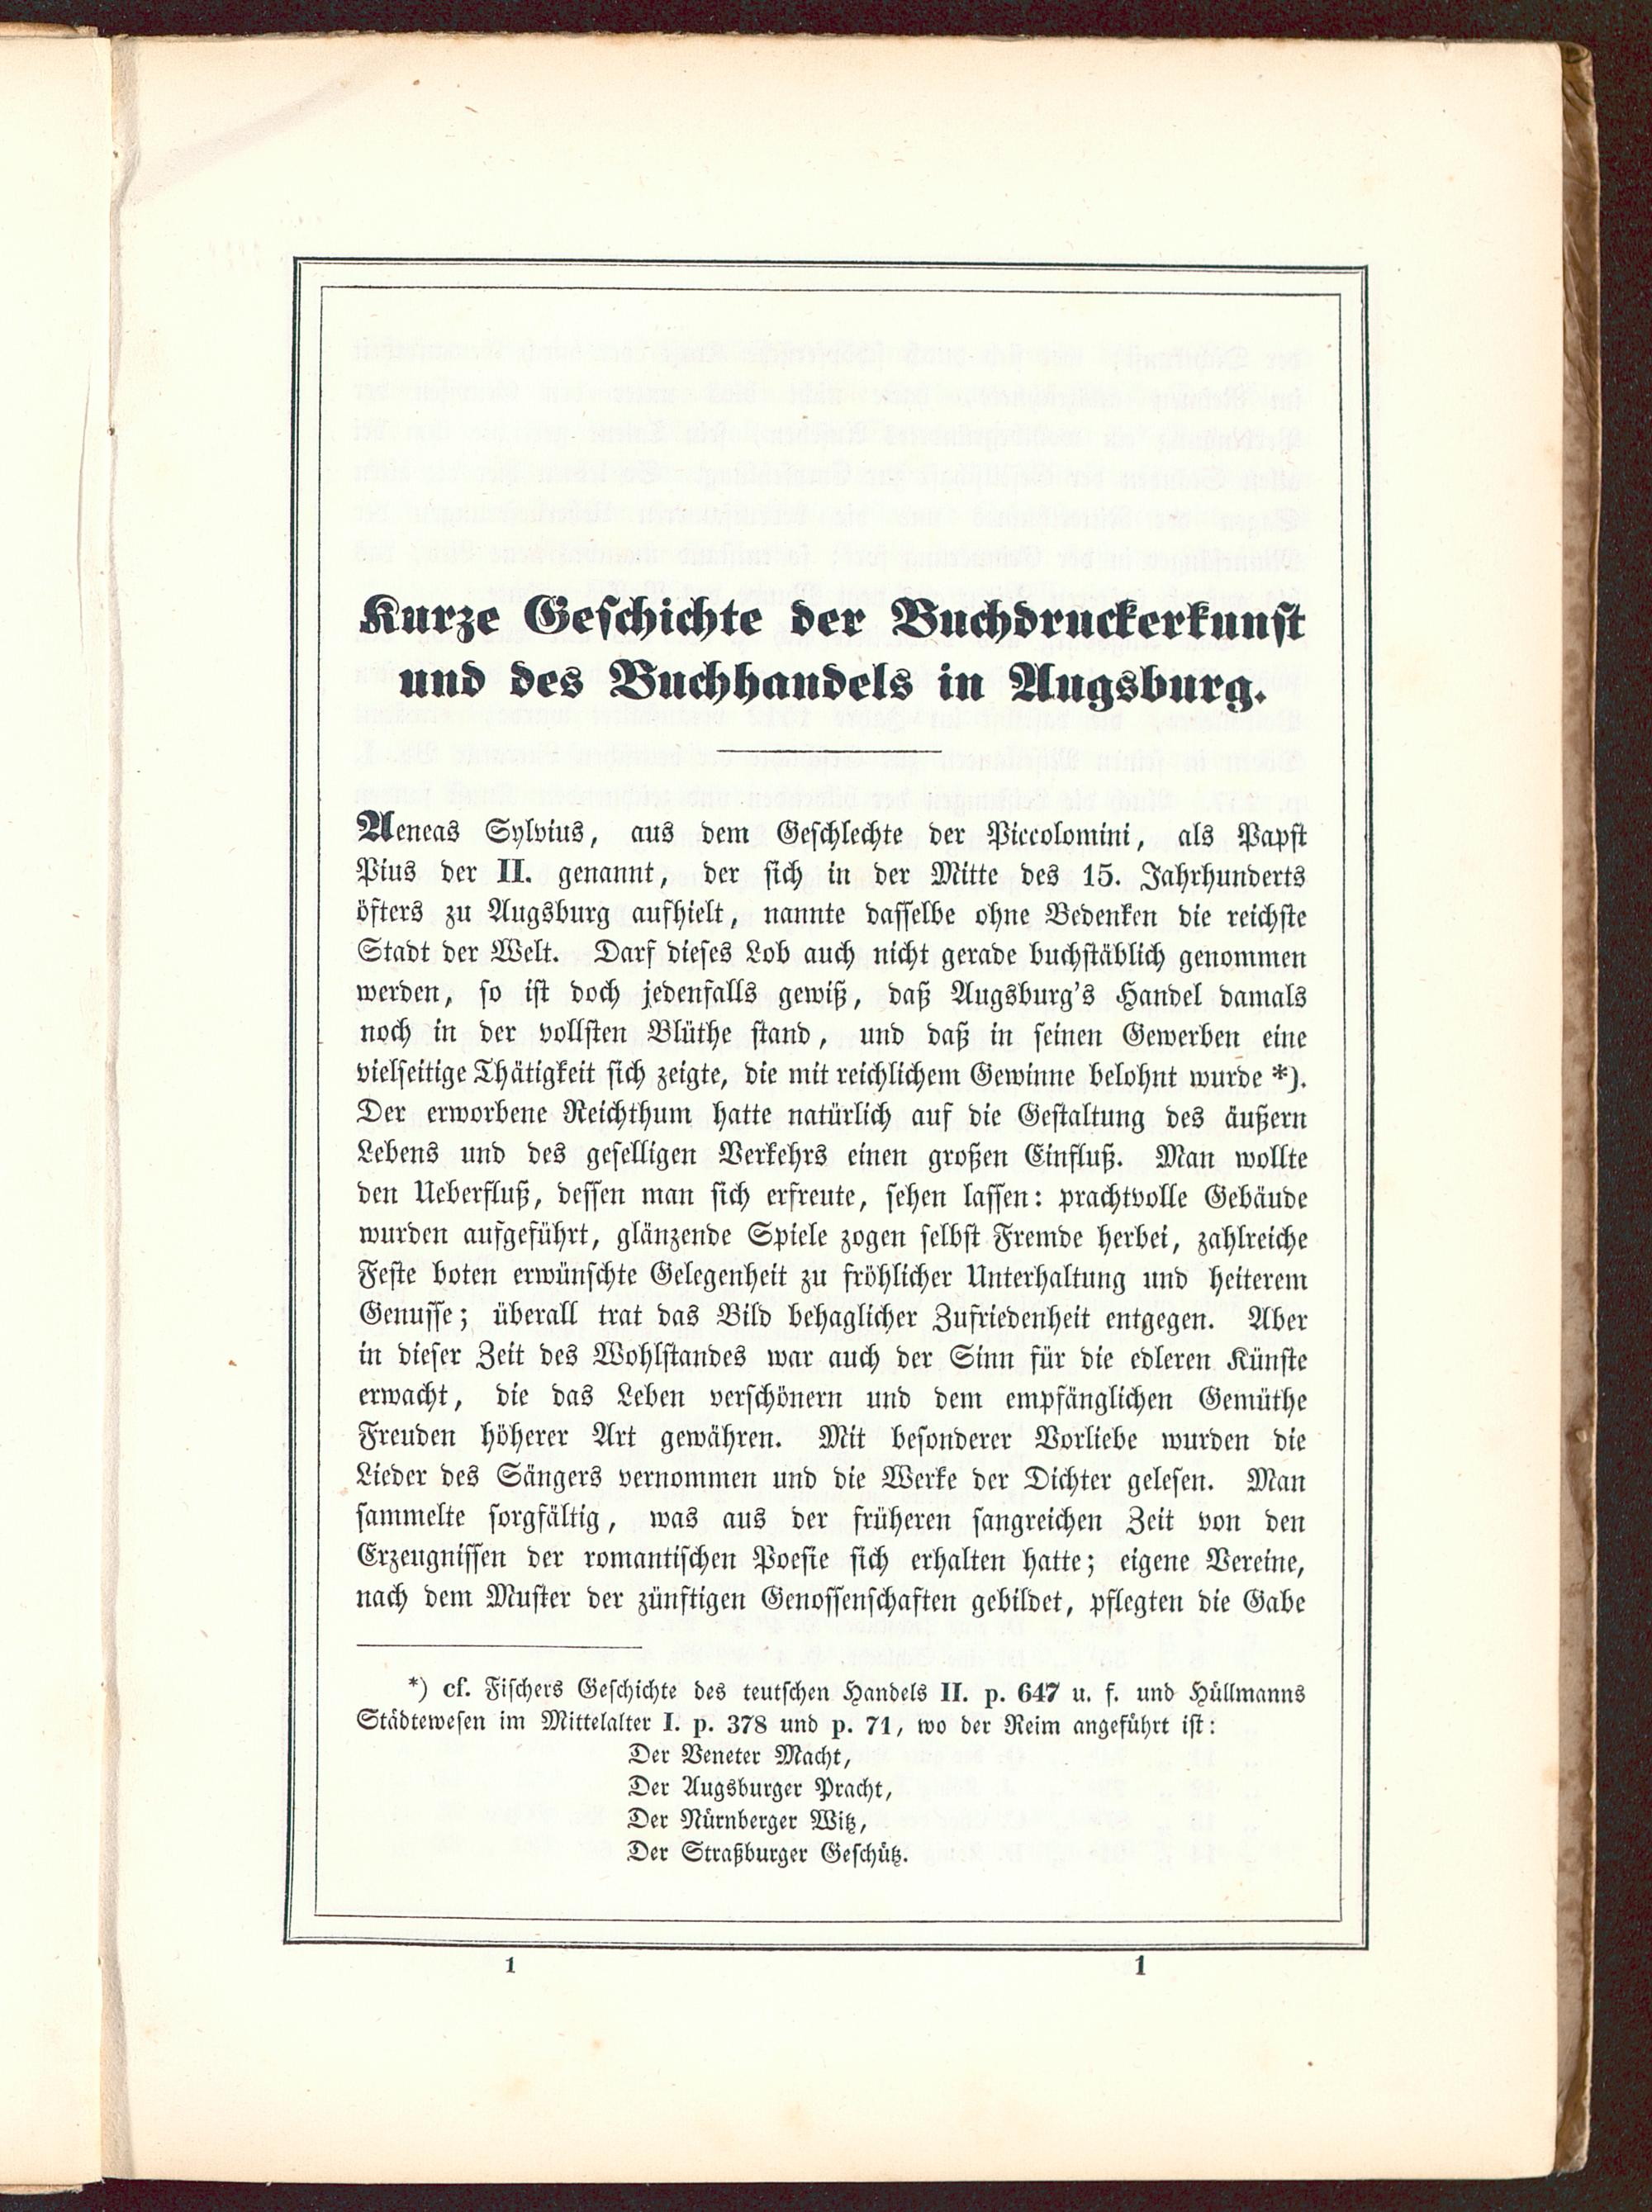 Kurze Geschichte der Buchdruckerkunst
und des Buchhandels in Augsburg.
Aeneas Sylvius, aus dem Geschlechte der Piccolomini, als Papst
Pius der II. genannt, der sich in der Mitte des 15. Jahrhunderts
öfters zu Augsburg aufhielt, nannte dasselbe ohne Bedenken die reichste
Stadt der Welt. Darf dieses Lob auch nicht gerade buchstäblich genommen
werden, so ist doch jedenfalls gewiß, daß Augsburg's Handel damals
noch in der vollsten Blüthe stand, und daß in seinen Gewerben eine
vielseitige Thätigkeit sich zeigte, die mit reichlichem Gewinne belohnt wurde *).
Der erworbene Reichthum hatte natürlich auf die Gestaltung des äußern
Lebens und des geselligen Verkehrs einen großen Einfluß. Man wollte
den Ueberfluß, dessen man sich erfreute, sehen lassen: prachtvolle Gebäude
wurden aufgeführt, glänzende Spiele zogen selbst Fremde herbei, zahlreiche
Feste boten erwünschte Gelegenheit zu fröhlicher Unterhaltung und heiterem
Genusse; überall trat das Bild behaglicher Zufriedenheit entgegen. Aber
in dieser Zeit des Wohlstandes war auch der Sinn für die edleren Künste
erwacht, die das Leben verschönern und dem empfänglichen Gemüthe
Freuden höherer Art gewähren. Mit besonderer Vorliebe wurden die
Lieder des Sängers vernommen und die Werke der Dichter gelesen. Man
sammelte sorgfältig, was aus der früheren sangreichen Zeit von den
Erzeugnissen der romantischen Poesie sich erhalten hatte; eigene Vereine,
nach dem Muster der zünftigen Genossenschaften gebildet, pflegten die Gabe
*) cf. Fischers Geschichte des teutschen Handels II. p. 647 u. f. und Hüllmanns
Städtewesen im Mittelalter I. p. 378 und p. 71, wo der Reim angeführt ist:
Der Veneter Macht,
Der Augsburger Pracht,
Der Nürnberger Witz,
Der Straßburger Geschütz.
1 1